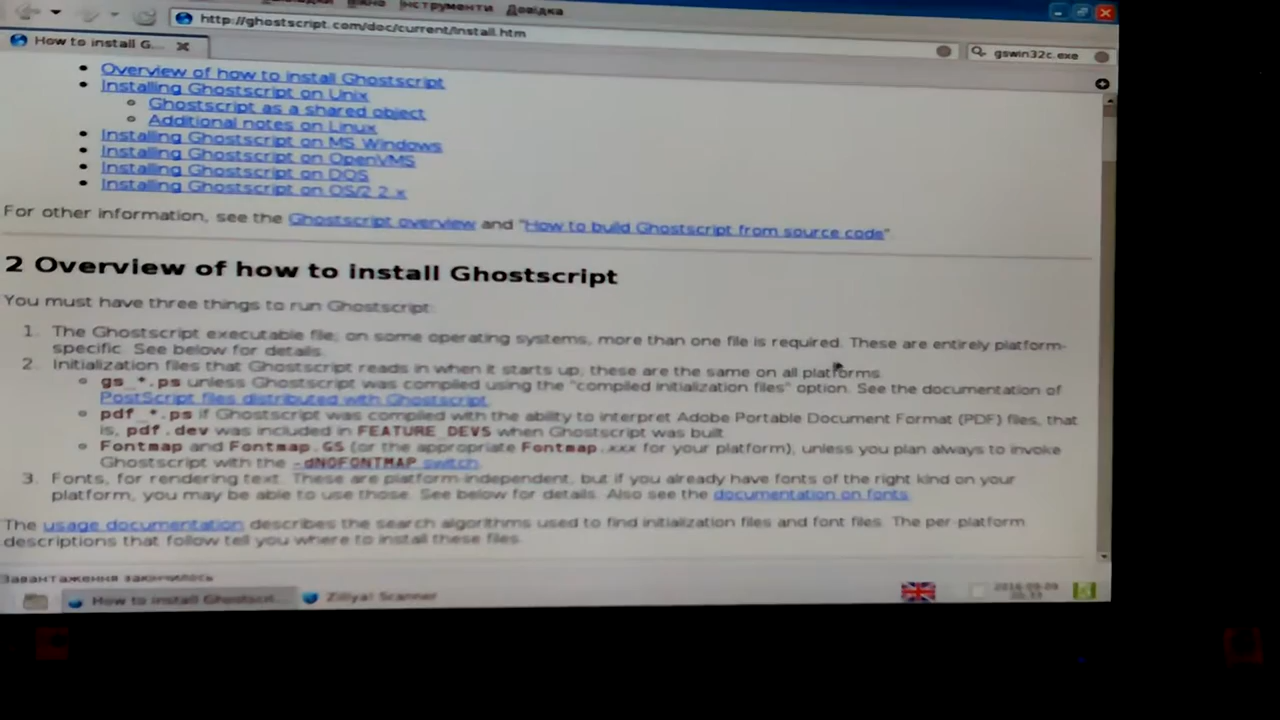 Інструменти Довідка
http://ghostscript.com/doc/current/Install.htm
How to install G...
gswin32c.exe
Overview of how to install Ghostscript
Installing Ghostscript on Unix
Ghostscript as a shared object
Additional notes on Linux
Installing Ghostscript on MS Windows
Installing Ghostscript on OpenVMS
Installing Ghostscript on DOS
Installing Ghostscript on OS/2 2.x
For other information, see the Ghostscript overview and "How to build Ghostscript from source code".
2 Overview of how to install Ghostscript
You must have three things to run Ghostscript:
1. The Ghostscript executable file; on some operating systems, more than one file is required. These are entirely platform-
specific. See below for details.
2. Initialization files that Ghostscript reads in when it starts up; these are the same on all platforms.
gs_*.ps unless Ghostscript was compiled using the "compiled initialization files" option. See the documentation of
PostScript files distributed with Ghostscript.
pdf_*.ps if Ghostscript was compiled with the ability to interpret Adobe Portable Document Format (PDF) files, that
is, pdf.dev was included in FEATURE_DEVS when Ghostscript was built.
Fontmap and Fontmap.GS (or the appropriate Fontmap.xxx for your platform), unless you plan always to invoke
Ghostscript with the -dNOFONTMAP switch.
3. Fonts, for rendering text. These are platform-independent, but if you already have fonts of the right kind on your
platform, you may be able to use those. See below for details. Also see the documentation on fonts.
The usage documentation describes the search algorithms used to find initialization files and font files. The per-platform
descriptions that follow tell you where to install these files.
Завантаження закінчилось
How to install Ghostscri...
Zillya! Scanner